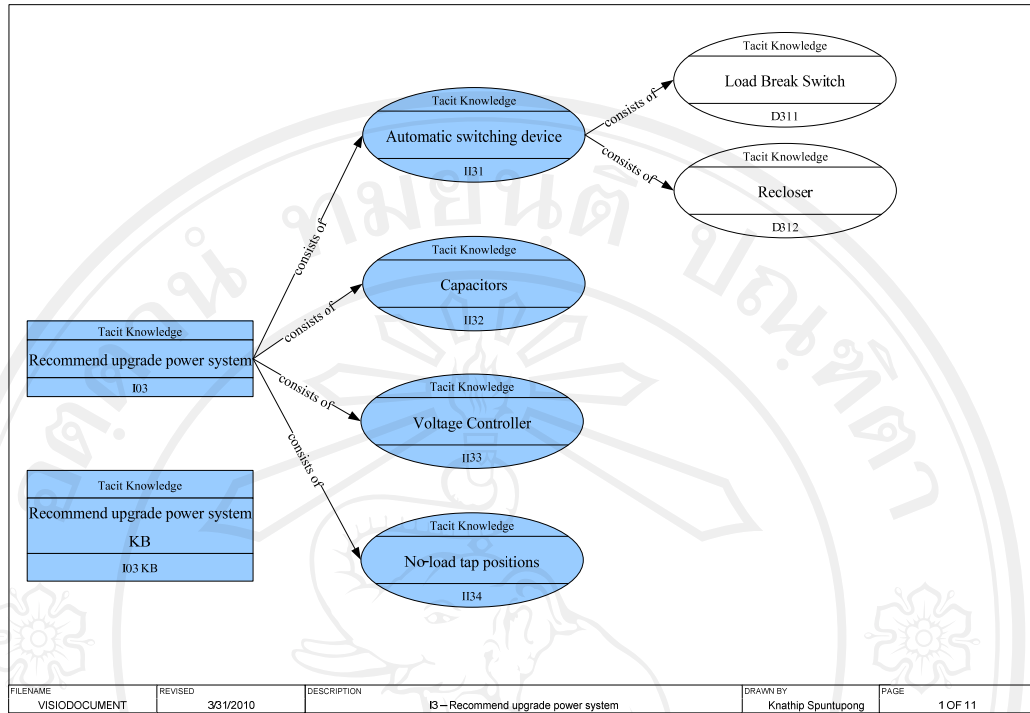 Tacit Knowledge
Load Break Switch
D311
Tacit Knowledge
Automatic switching device
II31
consists of
consists of
Tacit Knowledge
Recloser
D312
consists of
Tacit Knowledge
Capacitors
II32
consists of
Tacit Knowledge
Recommend upgrade power system
I03
consists of
Tacit Knowledge
Voltage Controller
II33
consists of
Tacit Knowledge
Recommend upgrade power system
KB
I03 KB
Tacit Knowledge
No-load tap positions
II34
FILENAME
VISIODOCUMENT
REVISED
3/31/2010
DESCRIPTION
I3 – Recommend upgrade power system
DRAWN BY
Knathip Spuntupong
PAGE
1 OF 11